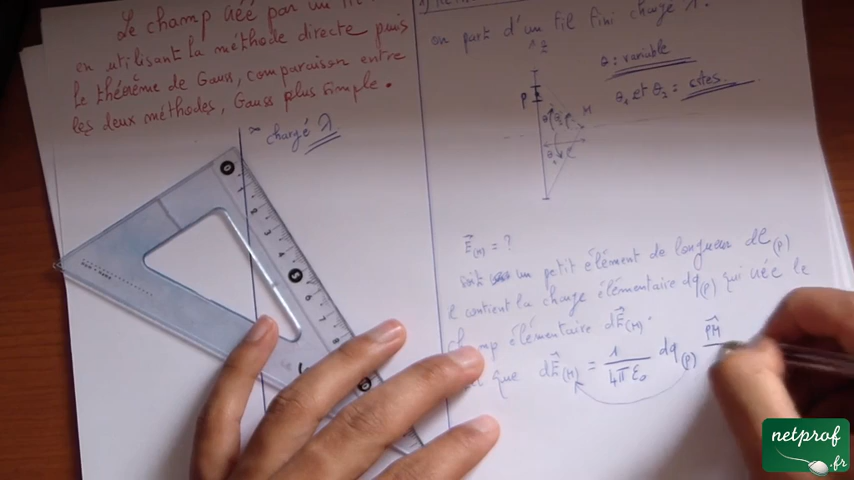 Le champ créé par un
en utilisant la méthode directe puis
le théorème de Gauss, comparaison entre
les deux méthodes, Gauss plus simple.
∞ chargé λ
on part d'un fil fini chargé λ.
θ : variable
θ₁ et θ₂ = cstes.
P
M
E⃗(M) = ?
soit un petit élément de longueur dl(P)
contient la charge élémentaire dq(P) qui crée le
champ élémentaire dE⃗(M).
que dE⃗(M) = 1/4πε₀ dq(P) PM⃗
netprof
.fr